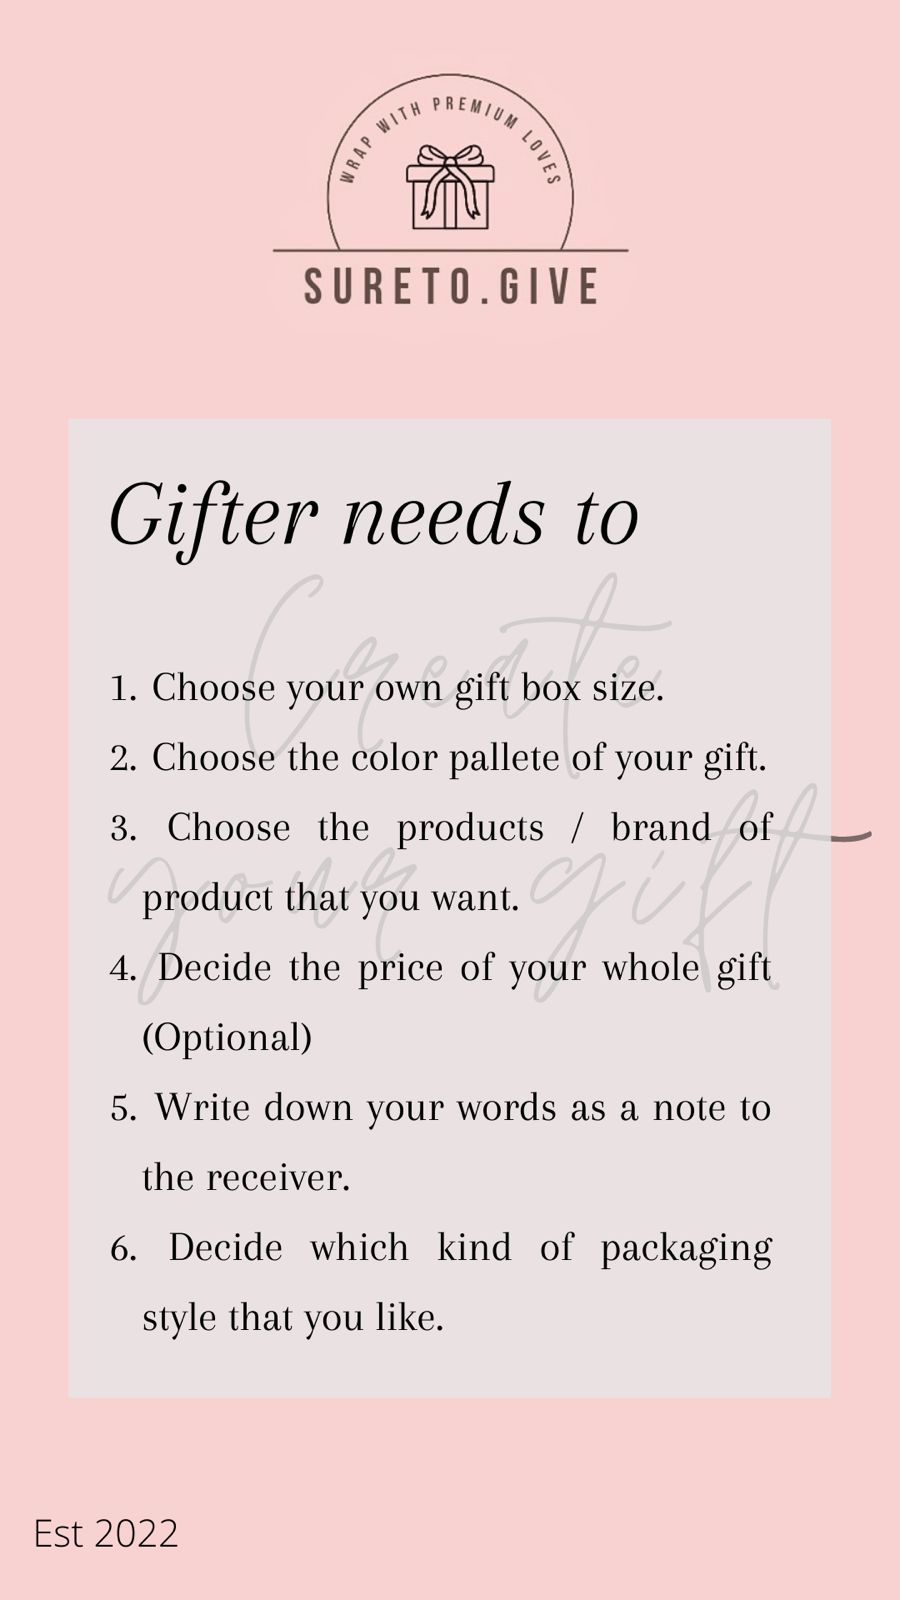 WRAP WITH PREMIUM LOVES
SURETO.GIVE
Gifter needs to
Create
your gift
1. Choose your own gift box size.
2. Choose the color pallete of your gift.
3. Choose the products / brand of
product that you want.
4. Decide the price of your whole gift
(Optional)
5. Write down your words as a note to
the receiver.
6. Decide which kind of packaging
style that you like.
Est 2022